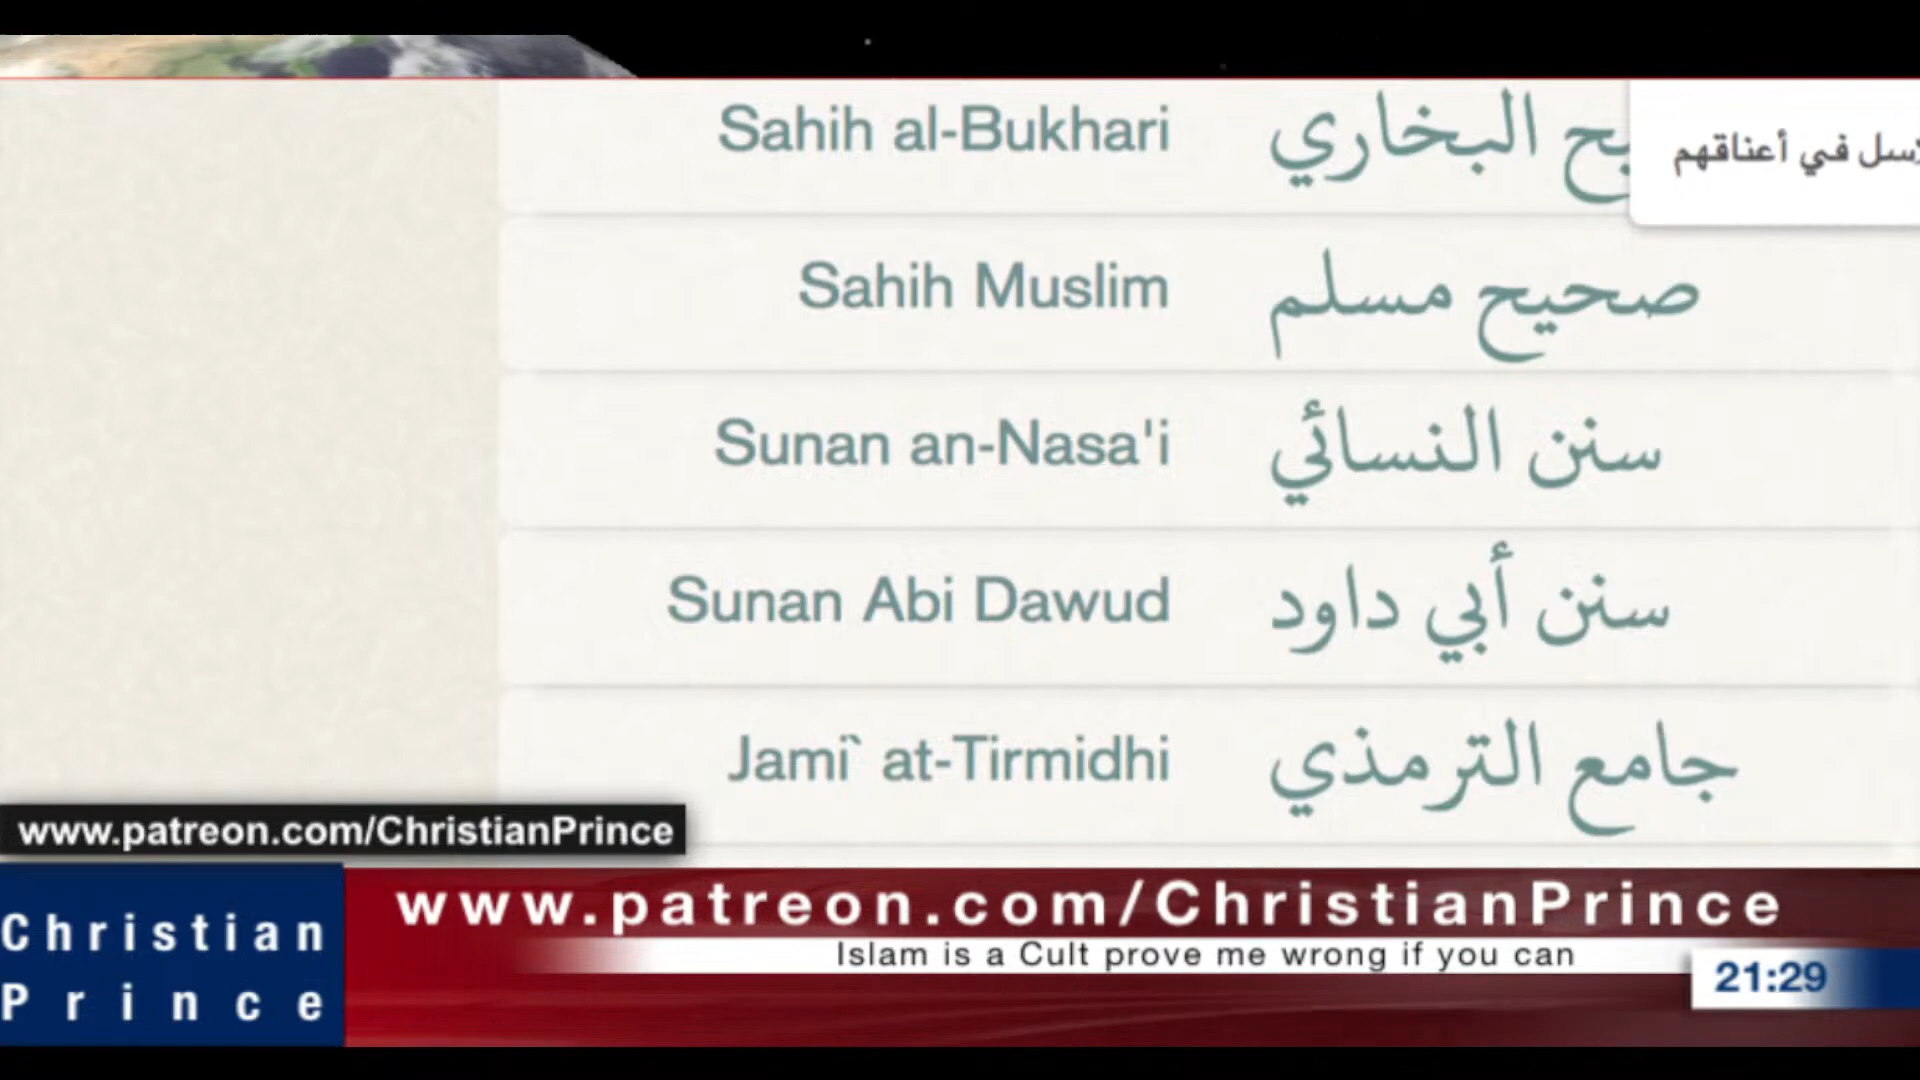 Sahih al-Bukhari البخاري
في أعناقهم
Sahih Muslim صحيح مسلم
Sunan an-Nasa'i سنن النسائي
Sunan Abi Dawud سنن أبي داود
Jami` at-Tirmidhi جامع الترمذي
www.patreon.com/ChristianPrince
Christian
Prince
www.patreon.com/ChristianPrince
Islam is a Cult prove me wrong if you can
21:29